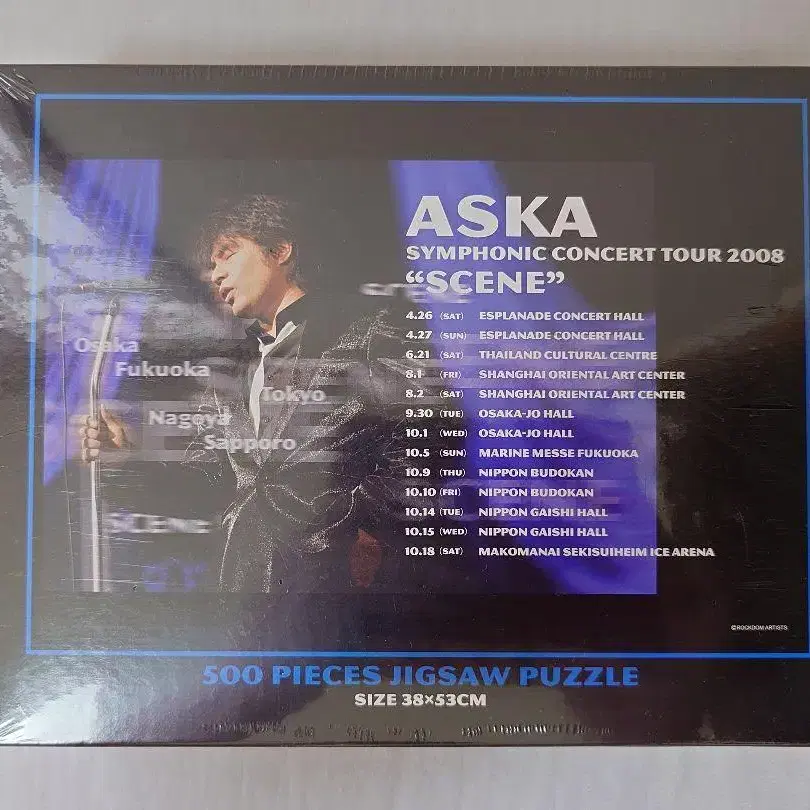 ASKA
SYMPHONIC CONCERT TOUR 2008
“SCENE”
SCENE
4.26 (SAT) ESPLANADE CONCERT HALL
4.27 (SUN) ESPLANADE CONCERT HALL
6.21 (SAT) THAILAND CULTURAL CENTRE
8.1 (FRI) SHANGHAI ORIENTAL ART CENTER
8.2 (SAT) SHANGHAI ORIENTAL ART CENTER
9.30 (TUE) OSAKA-JO HALL
10.1 (WED) OSAKA-JO HALL
10.5 (SUN) MARINE MESSE FUKUOKA
10.9 (THU) NIPPON BUDOKAN
10.10 (FRI) NIPPON BUDOKAN
10.14 (TUE) NIPPON GAISHI HALL
10.15 (WED) NIPPON GAISHI HALL
10.18 (SAT) MAKOMANAI SEKISUIHEIM ICE ARENA
Osaka
Fukuoka
Tokyo
Nagoya
Sapporo
SCENE
SCENE
©ROCKDOM ARTISTS
500 PIECES JIGSAW PUZZLE
SIZE 38×53CM